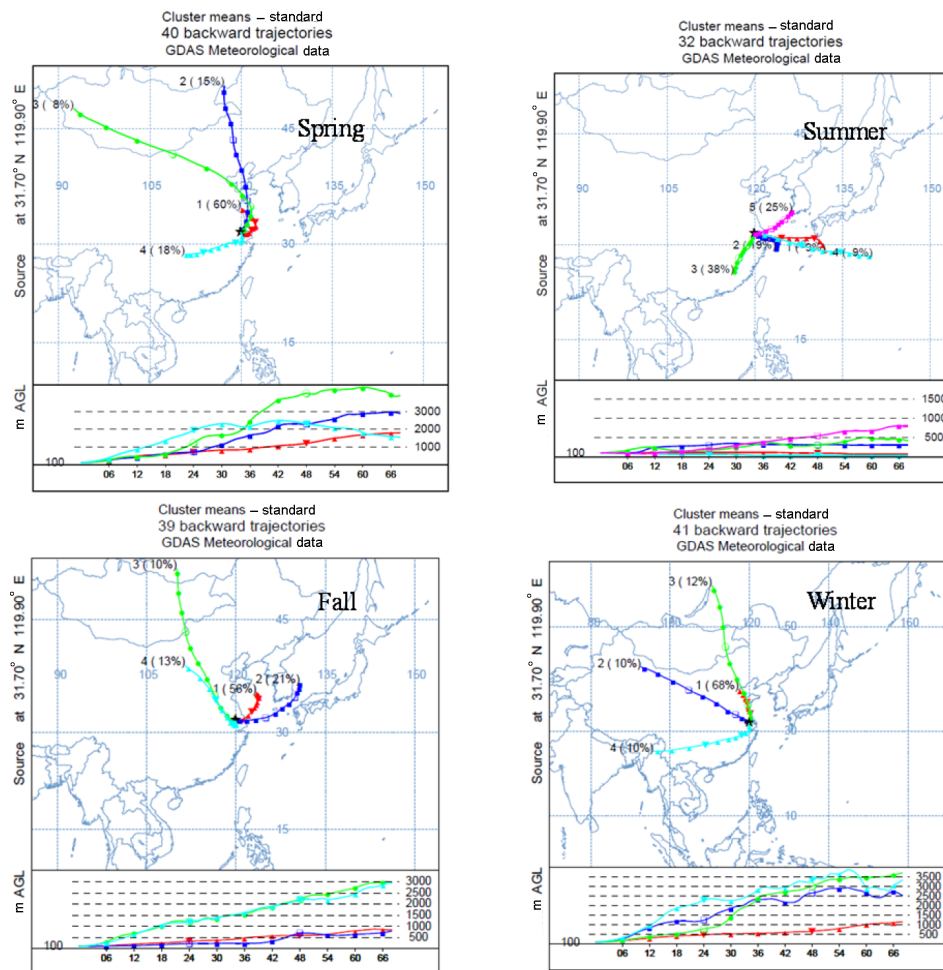 Cluster means – standard
40 backward trajectories
GDAS Meteorological data
Source at 31.70° N 119.90° E
2 (15%)
3 ( 8%)
45
Spring
90
105
120
135
150
1 ( 60%)
4 ( 18%)
30
15
m AGL
3000
2000
1000
100
06 12 18 24 30 36 42 48 54 60 66
Cluster means – standard
32 backward trajectories
GDAS Meteorological data
Source at 31.70° N 119.90° E
45
Summer
90
105
120
135
150
5 ( 25%)
3 ( 38%)
15
m AGL
1500
1000
500
100
06 12 18 24 30 36 42 48 54 60 66
Cluster means – standard
39 backward trajectories
GDAS Meteorological data
Source at 31.70° N 119.90° E
3 ( 10%)
45
Fall
90
105
120
135
150
4 ( 13%)
1 ( 56%)
2 ( 21%)
30
15
m AGL
3000
2500
2000
1500
1000
500
100
06 12 18 24 30 36 42 48 54 60 66
Cluster means – standard
41 backward trajectories
GDAS Meteorological data
Source at 31.70° N 119.90° E
3 ( 12%)
Winter
120
140
160
50
2 ( 10%)
1 ( 68%)
4 ( 10%)
30
10
m AGL
3500
3000
2500
2000
1500
1000
500
100
06 12 18 24 30 36 42 48 54 60 66